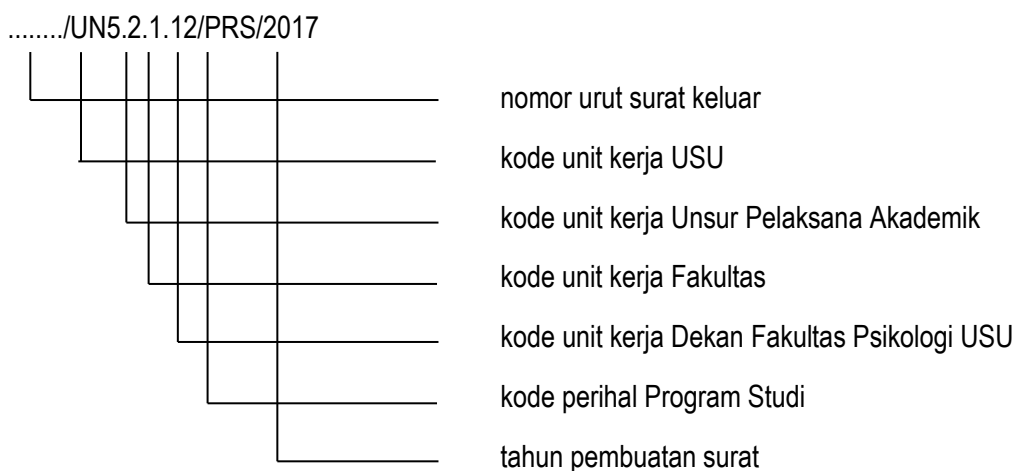 ......../UN5.2.1.12/PRS/2017
nomor urut surat keluar
kode unit kerja USU
kode unit kerja Unsur Pelaksana Akademik
kode unit kerja Fakultas
kode unit kerja Dekan Fakultas Psikologi USU
kode perihal Program Studi
tahun pembuatan surat